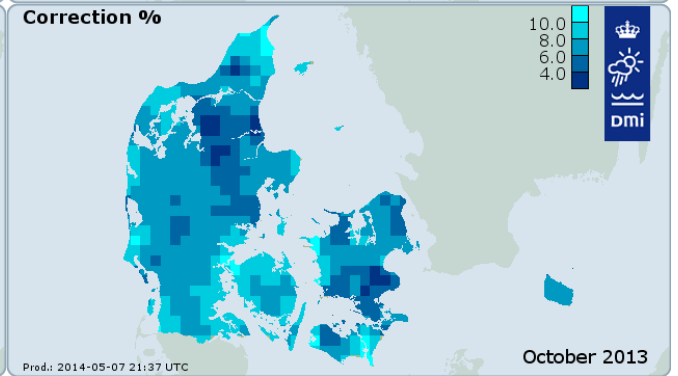 Correction %
10.0
8.0
6.0
4.0
DMi
Prod.: 2014-05-07 21:37 UTC
October 2013